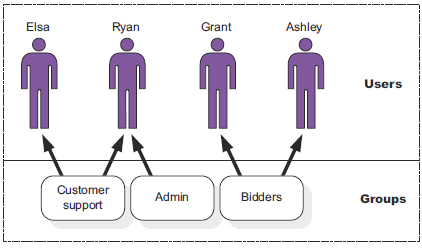 Elsa Ryan Grant Ashley
Users
Customer
support
Admin
Bidders
Groups